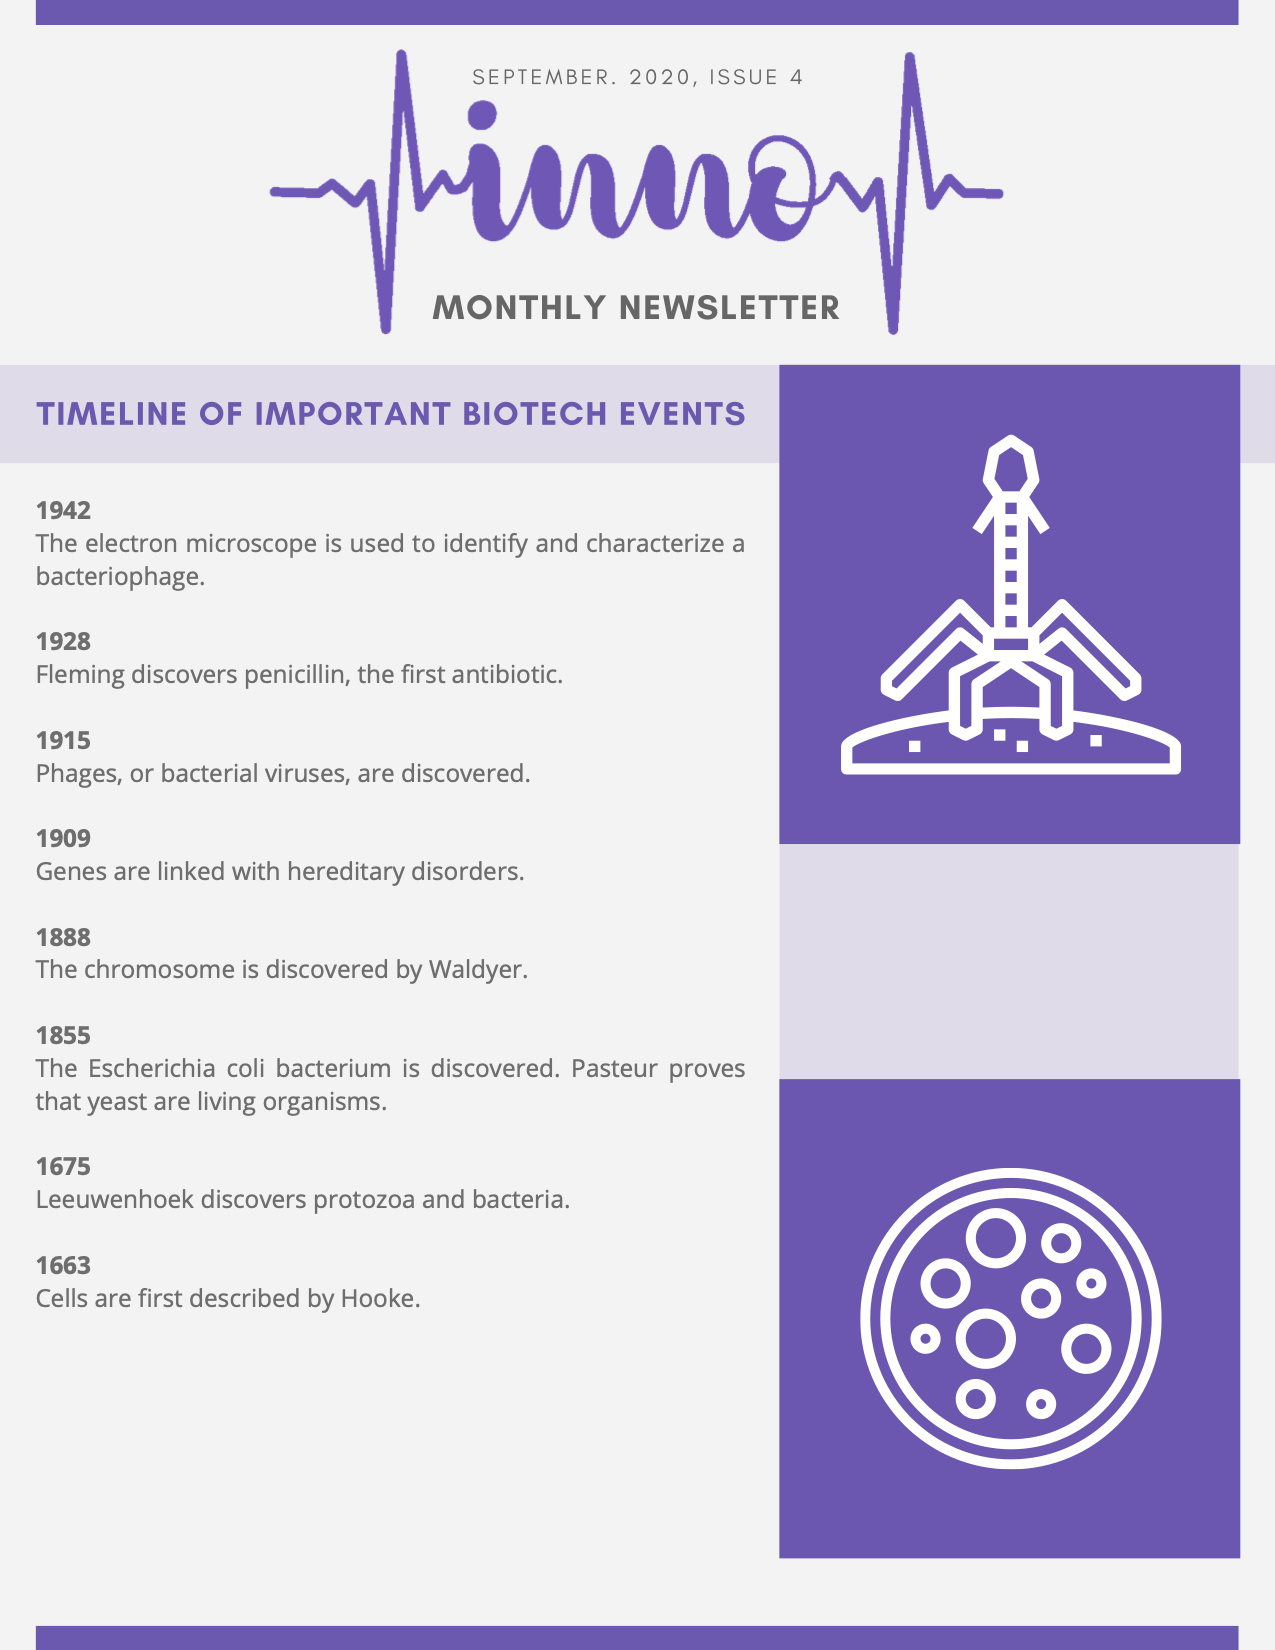 SEPTEMBER. 2020, ISSUE 4
inno
MONTHLY NEWSLETTER
TIMELINE OF IMPORTANT BIOTECH EVENTS
1942
The electron microscope is used to identify and characterize a
bacteriophage.
1928
Fleming discovers penicillin, the first antibiotic.
1915
Phages, or bacterial viruses, are discovered.
1909
Genes are linked with hereditary disorders.
1888
The chromosome is discovered by Waldyer.
1855
The Escherichia coli bacterium is discovered. Pasteur proves
that yeast are living organisms.
1675
Leeuwenhoek discovers protozoa and bacteria.
1663
Cells are first described by Hooke.